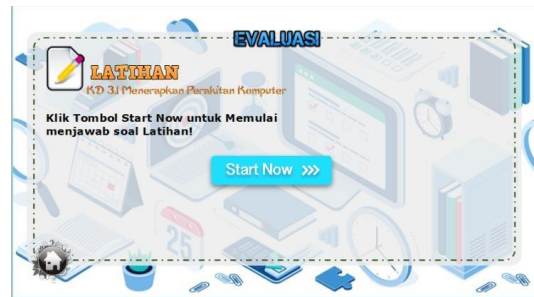 EVALUASI
LATIHAN
KD 3.1 Menerapkan Perakitan Komputer
Klik Tombol Start Now untuk Memulai
menjawab soal Latihan!
Start Now >>>
25